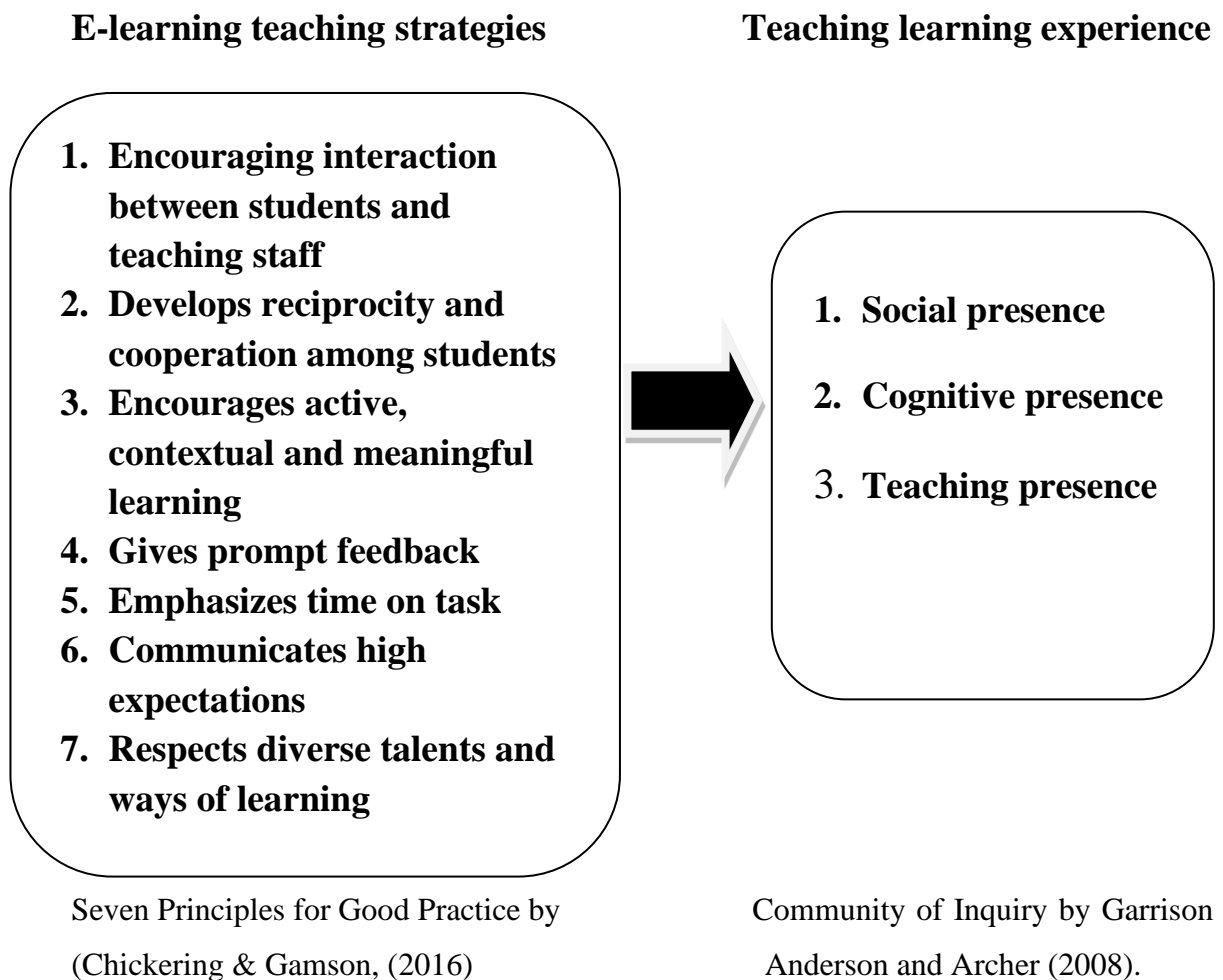 E-learning teaching strategies
Teaching learning experience
1. Encouraging interaction
between students and
teaching staff
2. Develops reciprocity and
cooperation among students
3. Encourages active,
contextual and meaningful
learning
4. Gives prompt feedback
5. Emphasizes time on task
6. Communicates high
expectations
7. Respects diverse talents and
ways of learning
1. Social presence
2. Cognitive presence
3. Teaching presence
Seven Principles for Good Practice by
(Chickering & Gamson, (2016)
Community of Inquiry by Garrison
Anderson and Archer (2008).